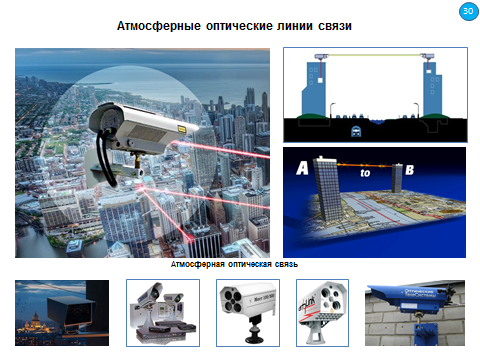 30
Атмосферные оптические линии связи
A
to
B
Атмосферная оптическая связь